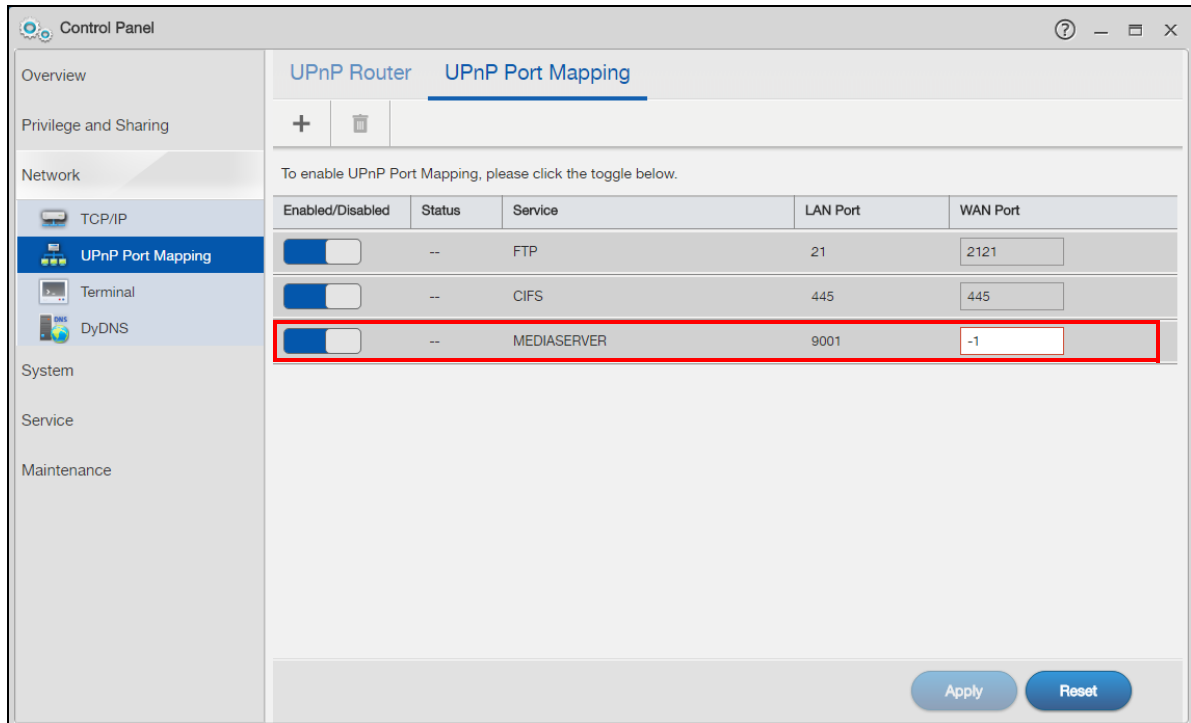 Control Panel
Overview
Privilege and Sharing
Network
TCP/IP
UPnP Port Mapping
Terminal
DNS
DyDNS
System
Service
Maintenance
UPnP Router UPnP Port Mapping
To enable UPnP Port Mapping, please click the toggle below.
Enabled/Disabled Status Service LAN Port WAN Port
-- FTP 21 2121
-- CIFS 445 445
-- MEDIASERVER 9001 -1
Apply Reset